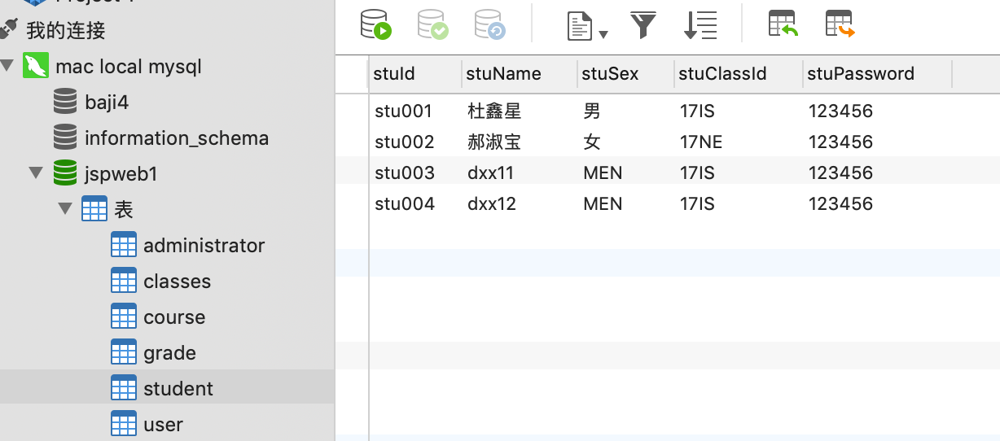 我的连接
mac local mysql
baji4
information_schema
jspweb1
表
administrator
classes
course
grade
student
user
stuId stuName stuSex stuClassId stuPassword
stu001 杜鑫星 男 17IS 123456
stu002 郝淑宝 女 17NE 123456
stu003 dxx11 MEN 17IS 123456
stu004 dxx12 MEN 17IS 123456